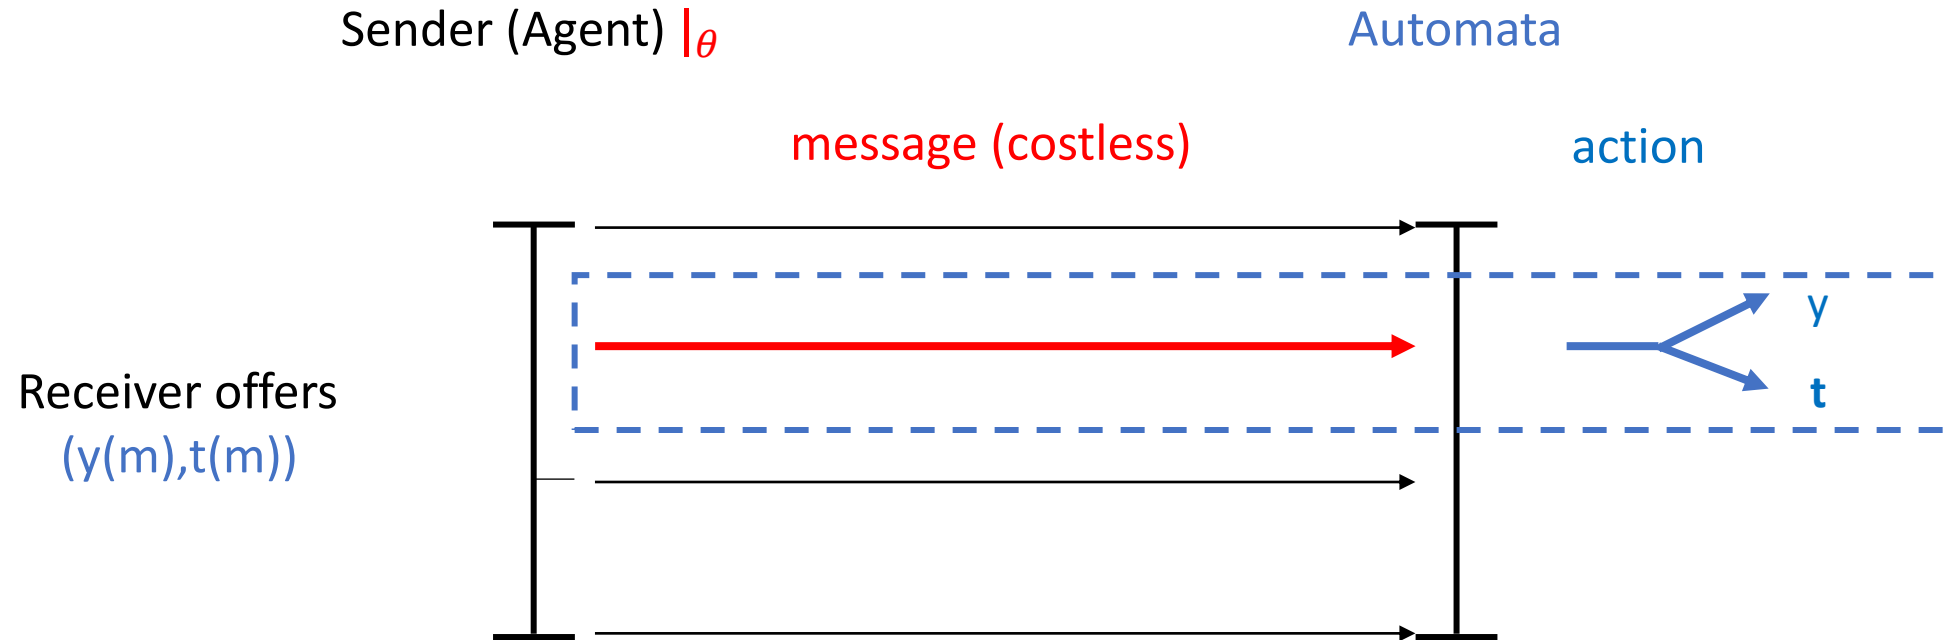 Sender (Agent) |θ
Automata
message (costless)
action
y
t
Receiver offers
(y(m),t(m))